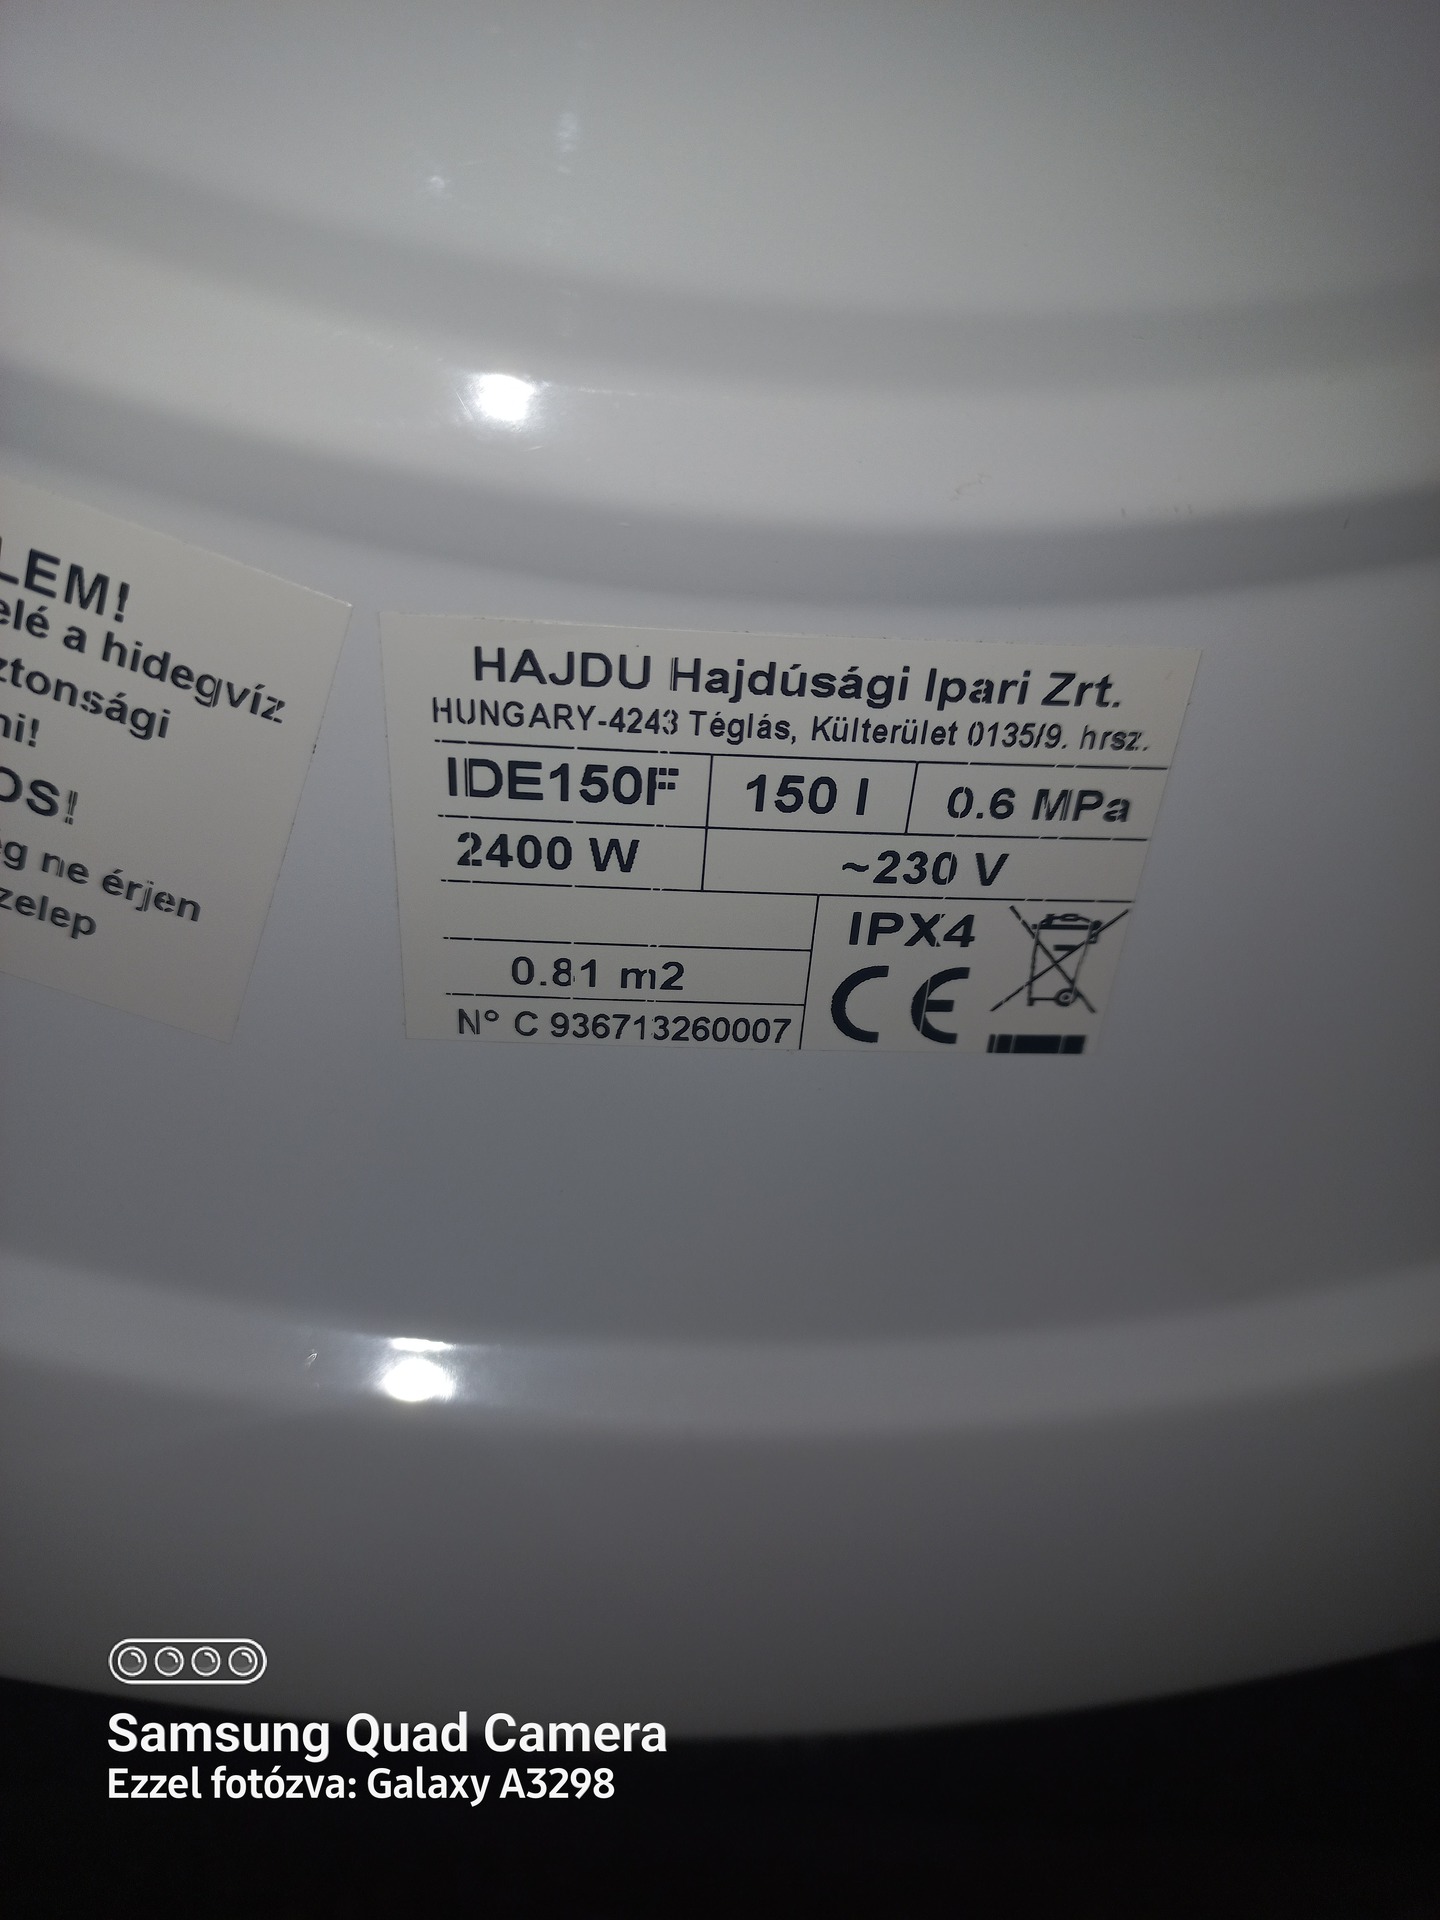 LEM!
elé a hidegvíz
ztonsági
ni!
OS!
g ne érjen
zelep
HAJDU Hajdúsági Ipari Zrt.
HUNGARY-4243 Téglás, Külterület 0135/9. hrsz.
IDE150F 150 l 0.6 MPa
2400 W ~230 V
IPX4
0.81 m2
CE
N° C 936713260007
Samsung Quad Camera
Ezzel fotózva: Galaxy A3298